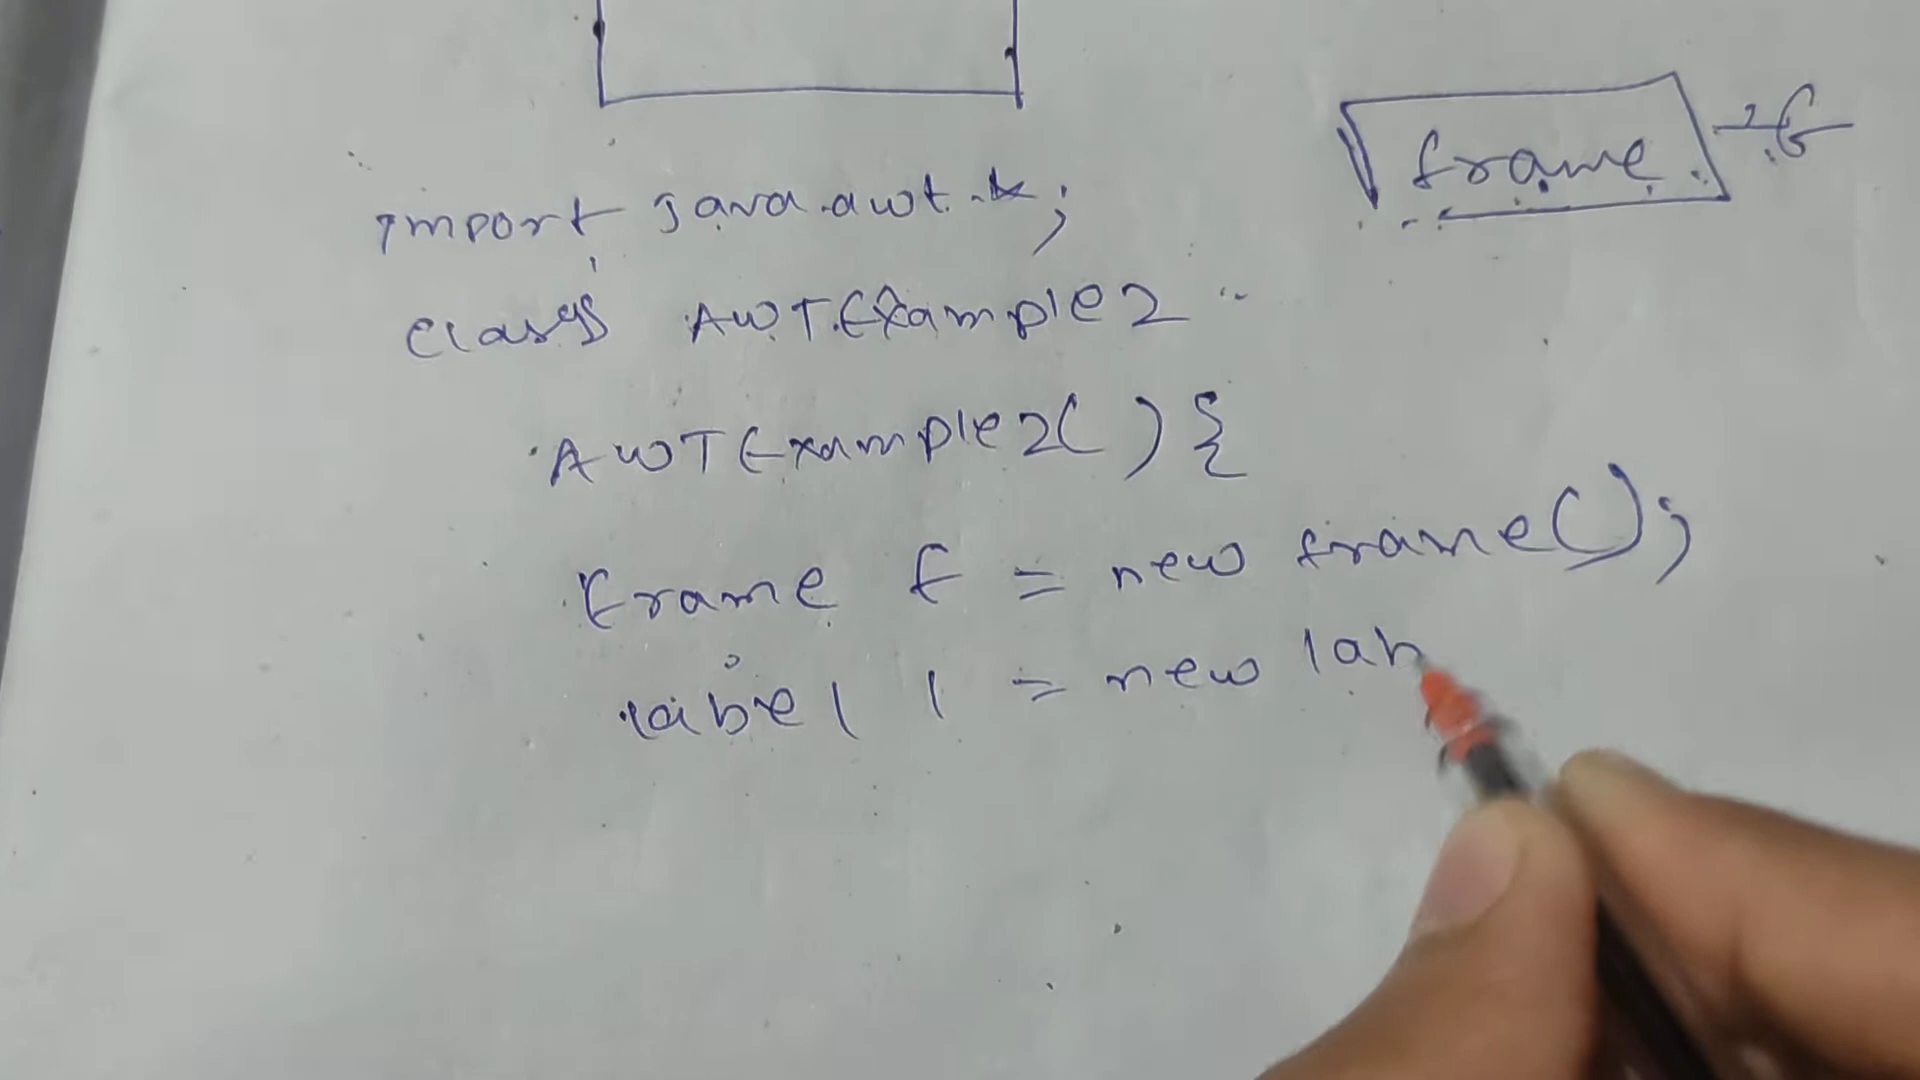 frame
import java.awt.*;
class AWTExample2
AWTExample2( ) {
Frame f = new frame();
label l = new lab